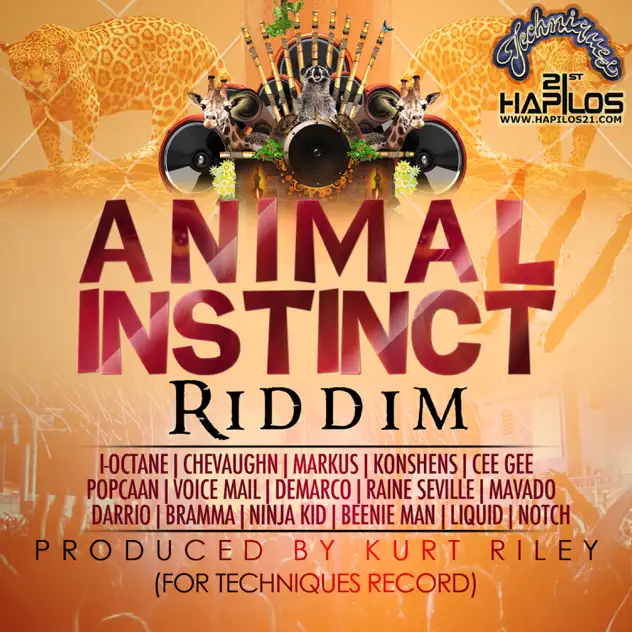 Techniques
21ST
HAPILOS
WWW.HAPILOS21.COM
ANIMAL
INSTINCT
RIDDIM
I-OCTANE | CHEVAUGHN | MARKUS | KONSHENS | CEE GEE
POPCAAN | VOICE MAIL | DEMARCO | RAINE SEVILLE | MAVADO
DARRIO | BRAMMA | NINJA KID | BEENIE MAN | LIQUID | NOTCH
PRODUCED BY KURT RILEY
(FOR TECHNIQUES RECORD)